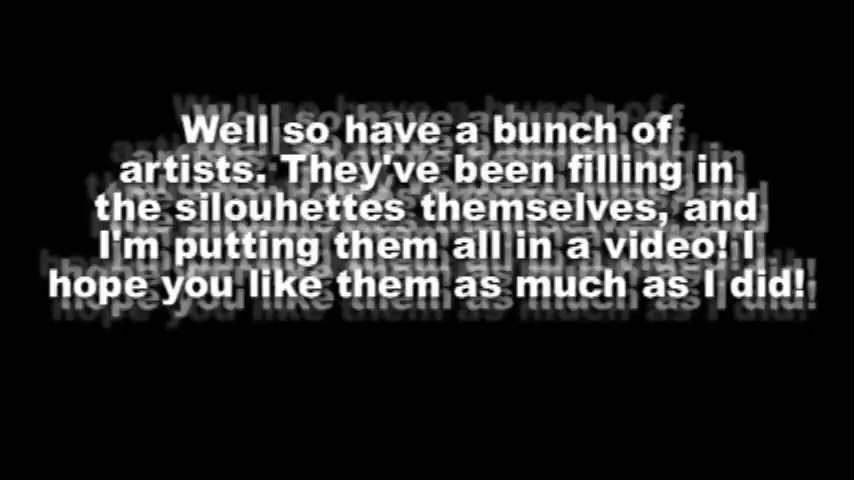 Well so have a bunch of
artists. They've been filling in
the silouhettes themselves, and
I'm putting them all in a video! I
hope you like them as much as I did!